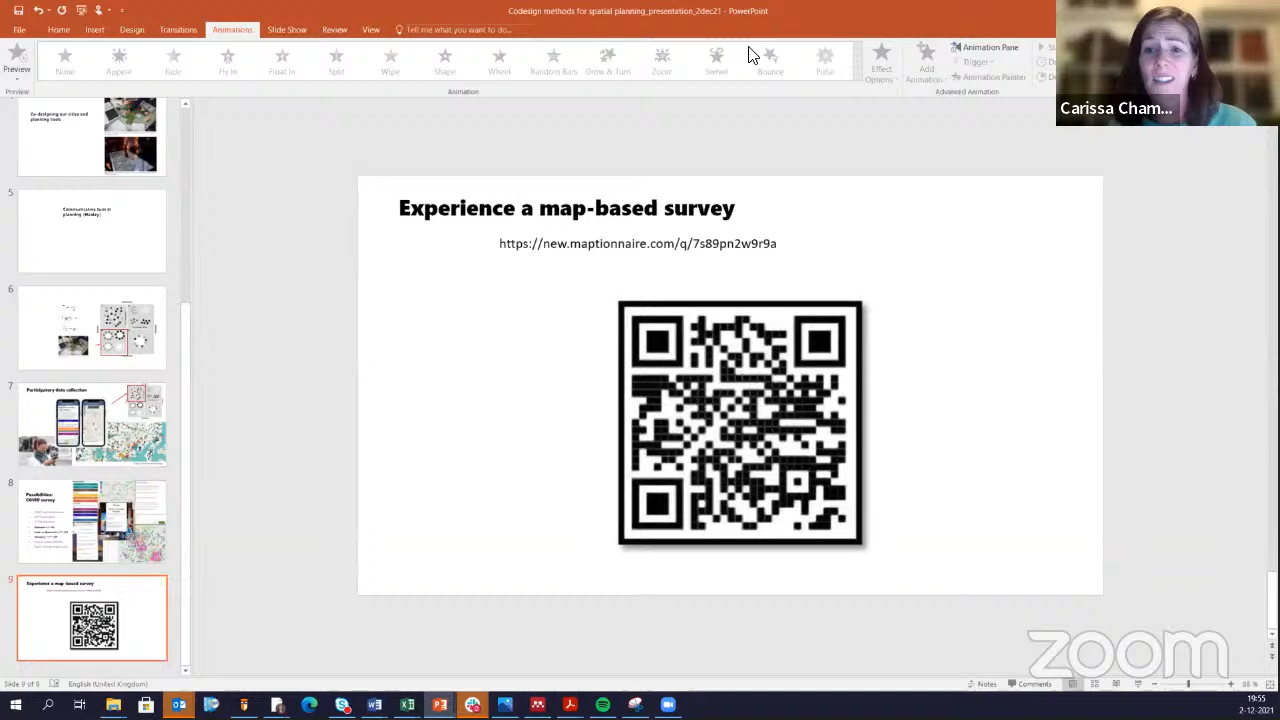 Codesign methods for spatial planning_presentation_2dec21 - PowerPoint
File Home Insert Design Transitions Animations Slide Show Review View Tell me what you want to do...
Preview None Appear Fade Fly In Float In Split Wipe Shape Wheel Random Bars Grow & Turn Zoom Swivel Bounce Pulse
Effect Options Add Animation
Animation Pane
Trigger
Animation Painter
Preview Animation Advanced Animation
Carissa Cham...
Co-designing our cities and
planning tools
5
planning
6
7
Participatory data collection
8
Possibilities:
COVID survey
9
Experience a map-based survey
Experience a map-based survey
https://new.maptionnaire.com/q/7s89pn2w9r9a
zoom
Slide 9 of 9 English (United Kingdom) Notes Comments 88 %
19:55
2-12-2021